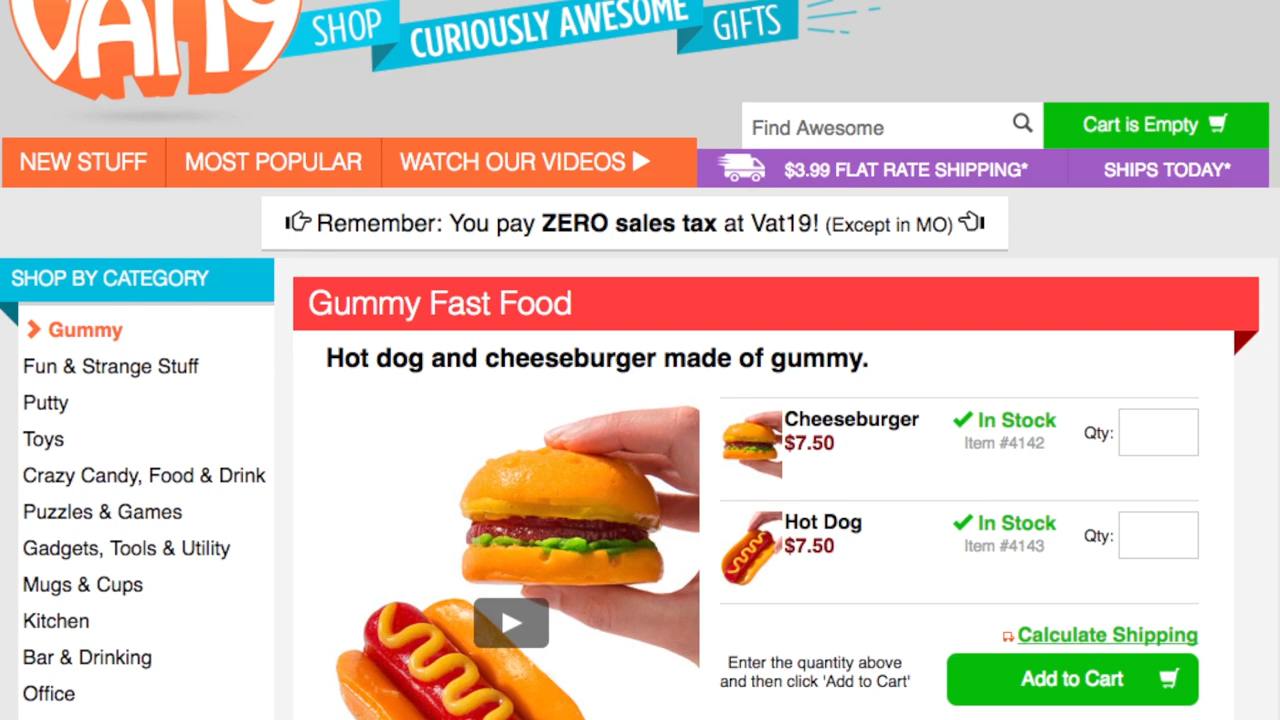 VAT19
SHOP CURIOUSLY AWESOME GIFTS
Find Awesome
Cart is Empty
NEW STUFF
MOST POPULAR
WATCH OUR VIDEOS
$3.99 FLAT RATE SHIPPING*
SHIPS TODAY*
Remember: You pay ZERO sales tax at Vat19! (Except in MO)
SHOP BY CATEGORY
Gummy
Fun & Strange Stuff
Putty
Toys
Crazy Candy, Food & Drink
Puzzles & Games
Gadgets, Tools & Utility
Mugs & Cups
Kitchen
Bar & Drinking
Office
Gummy Fast Food
Hot dog and cheeseburger made of gummy.
Cheeseburger
$7.50
In Stock
Item #4142
Qty:
Hot Dog
$7.50
In Stock
Item #4143
Qty:
Calculate Shipping
Enter the quantity above
and then click 'Add to Cart'
Add to Cart